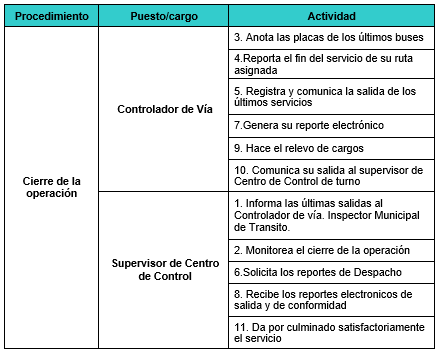 Procedimiento Puesto/cargo Actividad
3. Anota las placas de los últimos buses
4.Reporta el fin del servicio de su ruta
asignada
5. Registra y comunica la salida de los
últimos servicios
Controlador de Vía
7.Genera su reporte electrónico
9. Hace el relevo de cargos
10. Comunica su salida al supervisor de
Centro de Control de turno
Cierre de la
operación
1. Informa las últimas salidas al
Controlador de vía. Inspector Municipal
de Transito.
2. Monitorea el cierre de la operación
Supervisor de Centro
de Control
6.Solicita los reportes de Despacho
8. Recibe los reportes electronicos de
salida y de conformidad
11. Da por culminado satisfactoriamente
el servicio